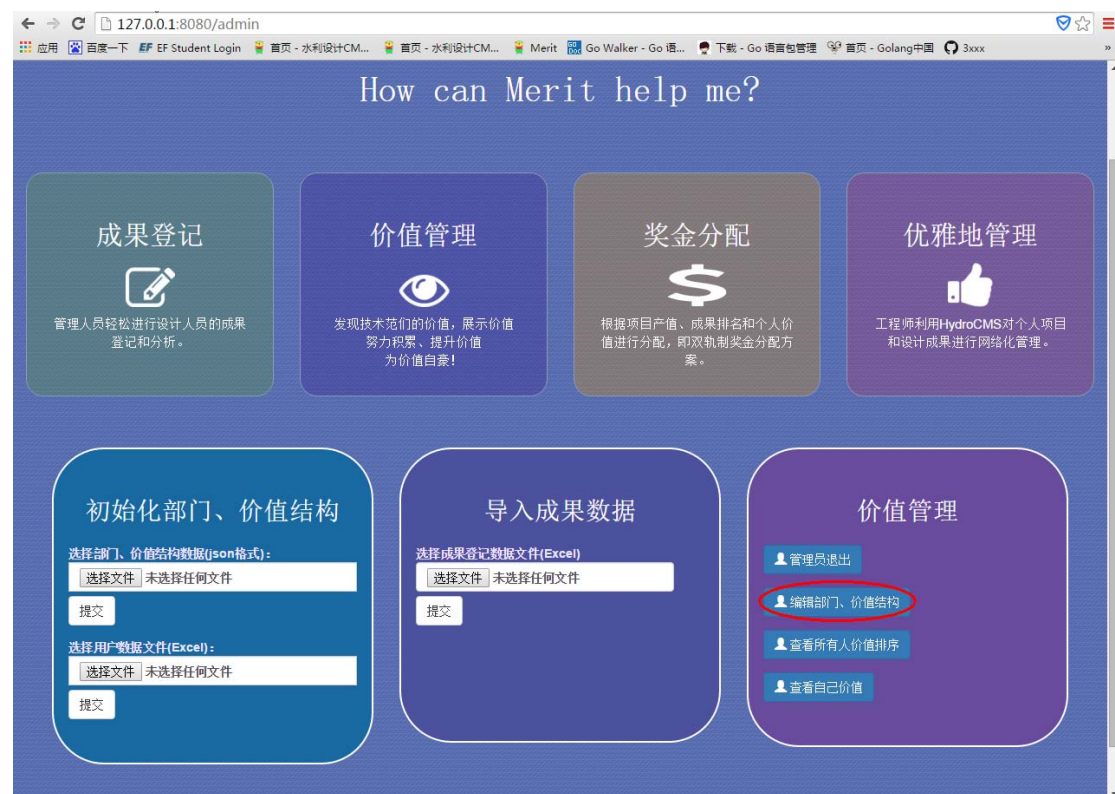 127.0.0.1:8080/admin
应用 百度一下 EF EF Student Login 首页 - 水利设计CM... 首页 - 水利设计CM... Merit Go Walker - Go 语... 下载 - Go 语言包管理 首页 - Golang中国 3xxx »
How can Merit help me?
成果登记
管理人员轻松进行设计人员的成果
登记和分析。
价值管理
发现技术范们的价值，展示价值
努力积累、提升价值
为价值自豪!
奖金分配
根据项目产值、成果排名和个人价
值进行分配，即双轨制奖金分配方
案。
优雅地管理
工程师利用HydroCMS对个人项目
和设计成果进行网络化管理。
初始化部门、价值结构
选择部门、价值结构数据(json格式)：
选择文件 未选择任何文件
提交
选择用户数据文件(Excel)：
选择文件 未选择任何文件
提交
导入成果数据
选择成果登记数据文件(Excel)
选择文件 未选择任何文件
提交
价值管理
管理员退出
编辑部门、价值结构
查看所有人价值排序
查看自己价值